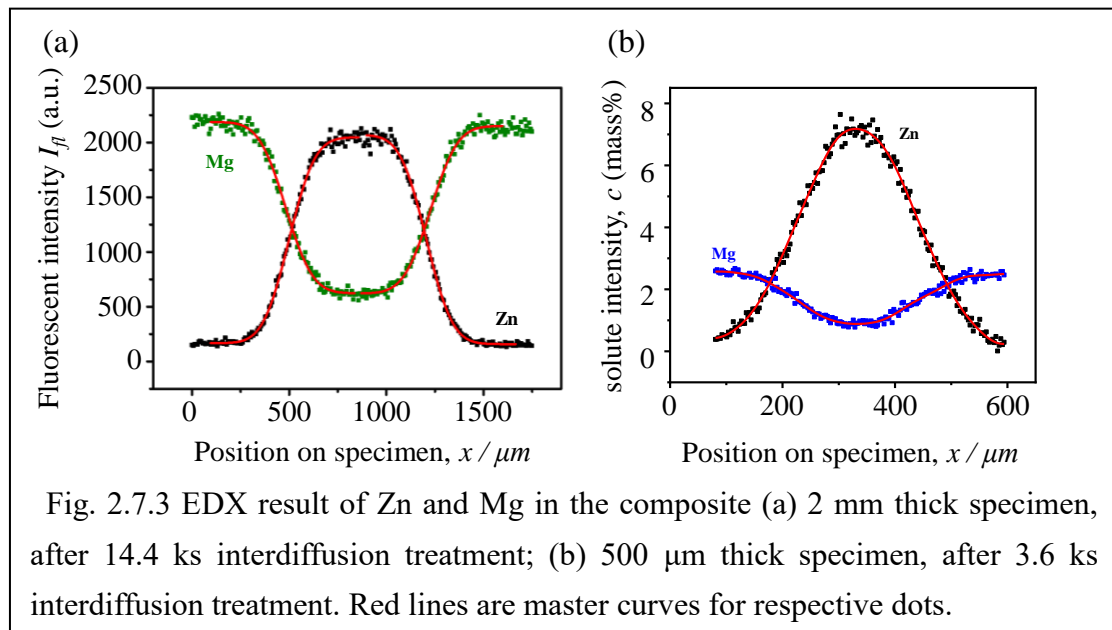 (a)
Fluorescent intensity I_fl (a.u.)
2500
2000
1500
1000
500
0
Mg
Zn
0 500 1000 1500
Position on specimen, x / μm
(b)
solute intensity, c (mass%)
8
6
4
2
0
Zn
Mg
0 200 400 600
Position on specimen, x / μm
Fig. 2.7.3 EDX result of Zn and Mg in the composite (a) 2 mm thick specimen,
after 14.4 ks interdiffusion treatment; (b) 500 μm thick specimen, after 3.6 ks
interdiffusion treatment. Red lines are master curves for respective dots.